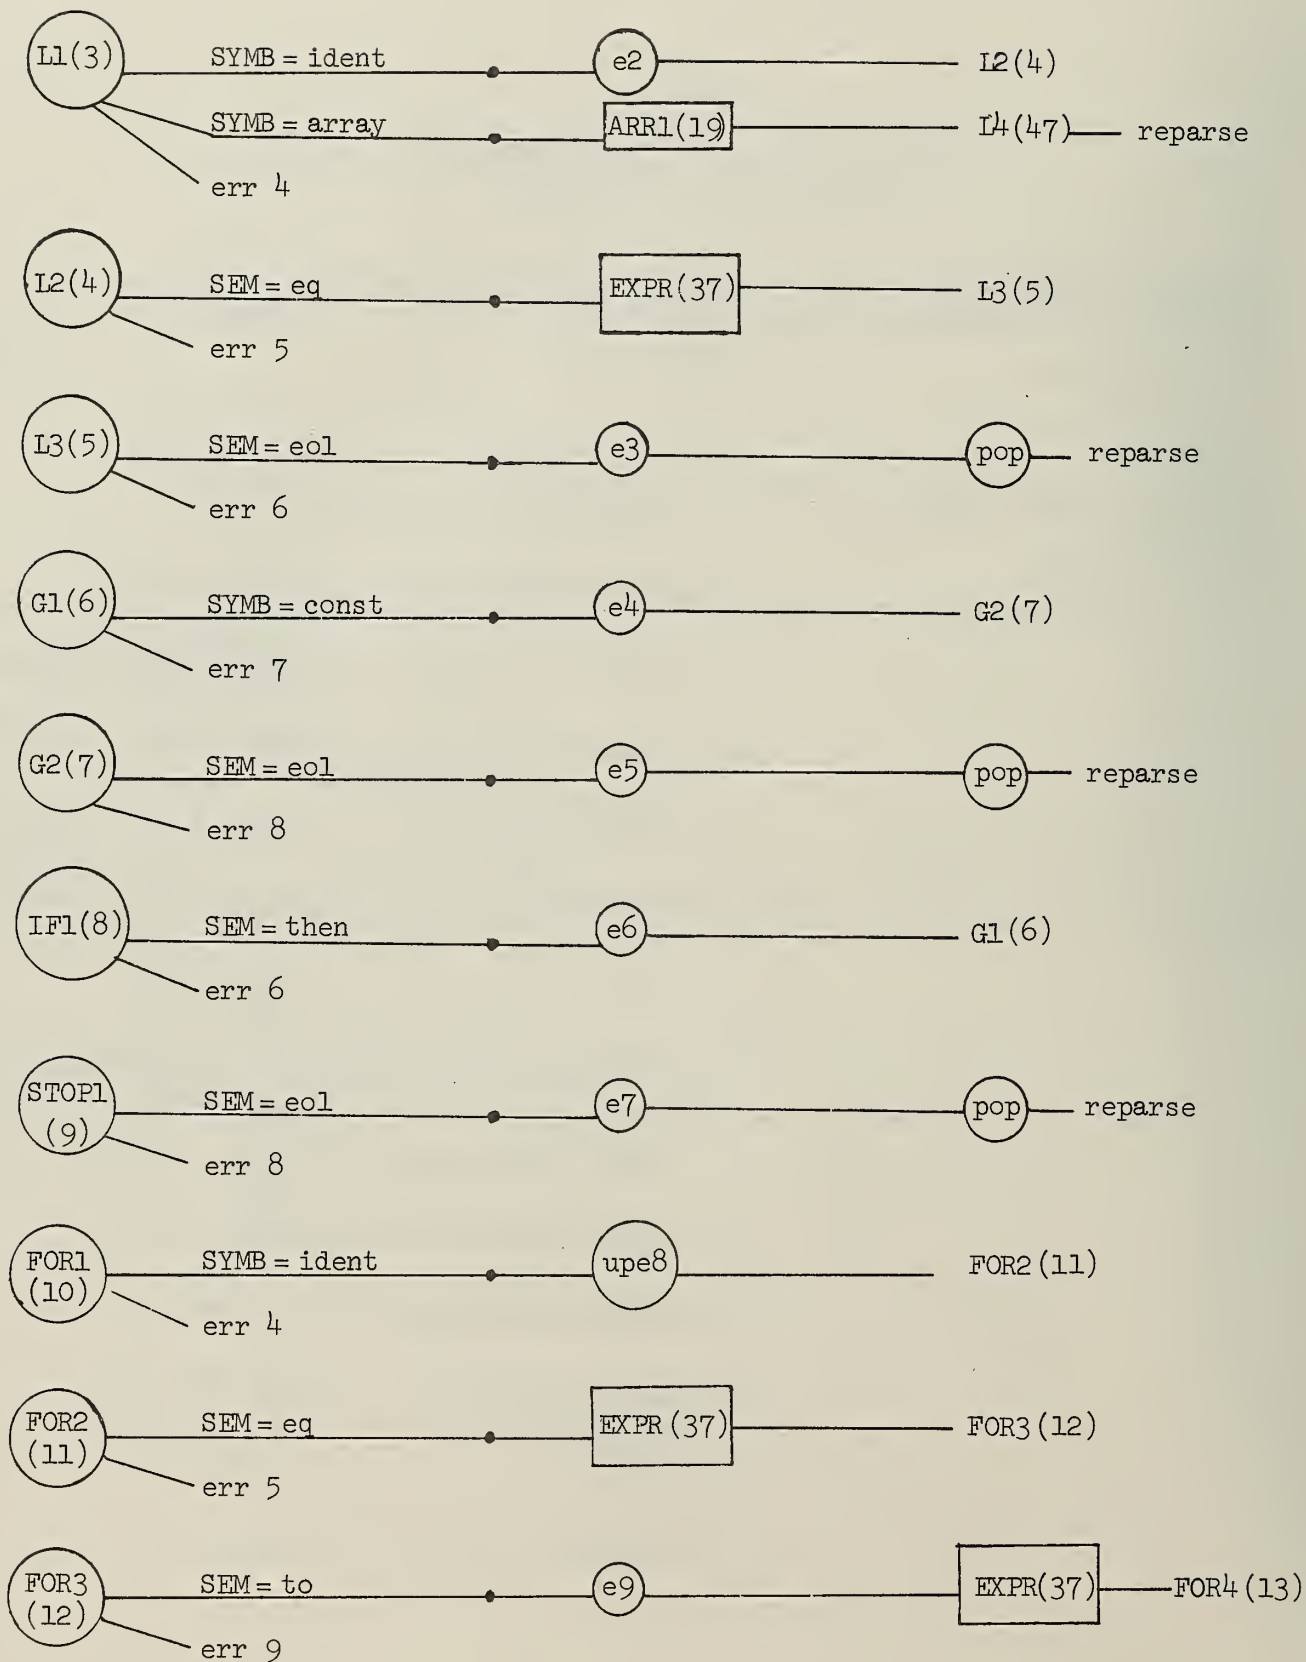 L1(3) SYMB = ident e2 L2(4)
SYMB = array ARR1(19) L4(47) reparse
err 4
L2(4) SEM = eq EXPR(37) L3(5)
err 5
L3(5) SEM = eol e3 pop reparse
err 6
G1(6) SYMB = const e4 G2(7)
err 7
G2(7) SEM = eol e5 pop reparse
err 8
IF1(8) SEM = then e6 G1(6)
err 6
STOP1
(9) SEM = eol e7 pop reparse
err 8
FOR1
(10) SYMB = ident upe8 FOR2(11)
err 4
FOR2
(11) SEM = eq EXPR(37) FOR3(12)
err 5
FOR3
(12) SEM = to e9 EXPR(37) FOR4(13)
err 9